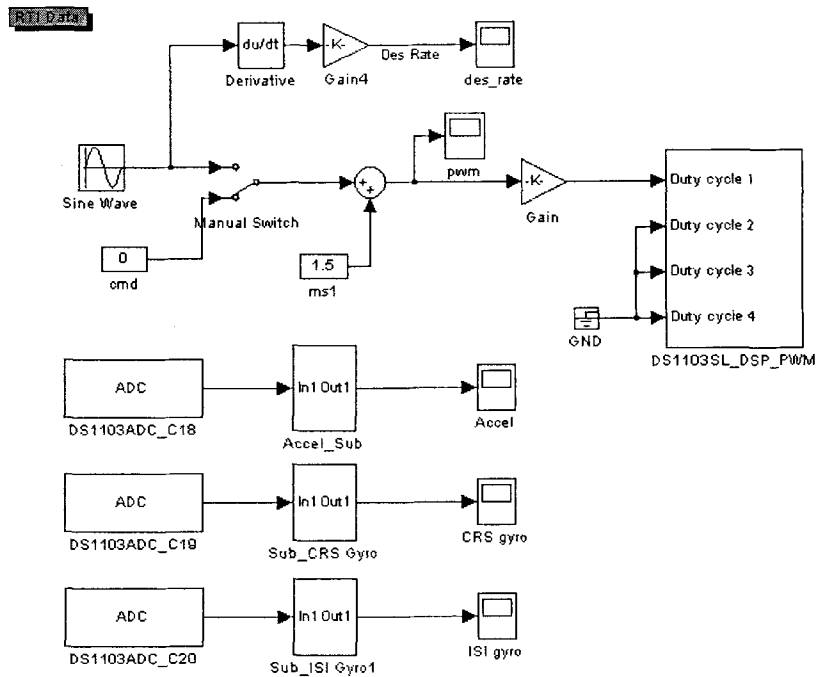 RTI Data
du/dt
-K-
Des Rate
Derivative
Gain4
des_rate
Sine Wave
Manual Switch
pwm
-K-
Gain
0
cmd
1.5
ms1
Duty cycle 1
Duty cycle 2
Duty cycle 3
Duty cycle 4
GND
DS1103SL_DSP_PWM
ADC
In1 Out1
DS1103ADC_C18
Accel_Sub
Accel
ADC
In1 Out1
DS1103ADC_C19
Sub_CRS Gyro
CRS gyro
ADC
In1 Out1
DS1103ADC_C20
Sub_ISI Gyro1
ISI gyro